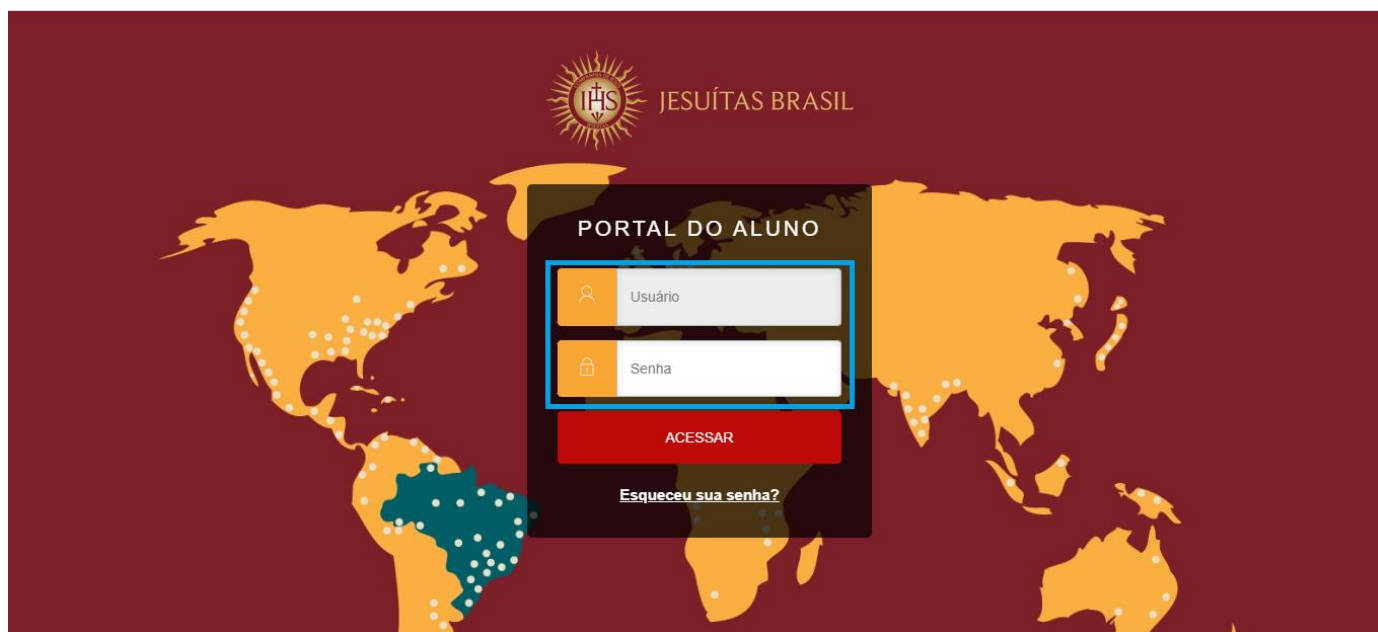 IHS
JESUÍTAS BRASIL
PORTAL DO ALUNO
Usuário
Senha
ACESSAR
Esqueceu sua senha?